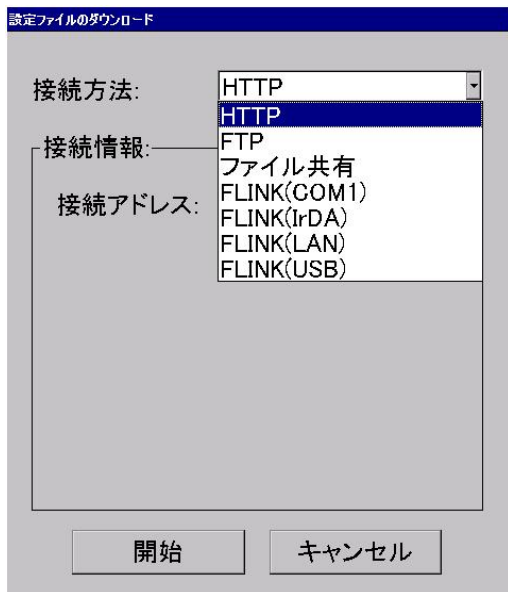 設定ファイルのダウンロード
接続方法:
HTTP
HTTP
FTP
ファイル共有
FLINK(COM1)
FLINK(IrDA)
FLINK(LAN)
FLINK(USB)
接続情報:
接続アドレス:
開始
キャンセル